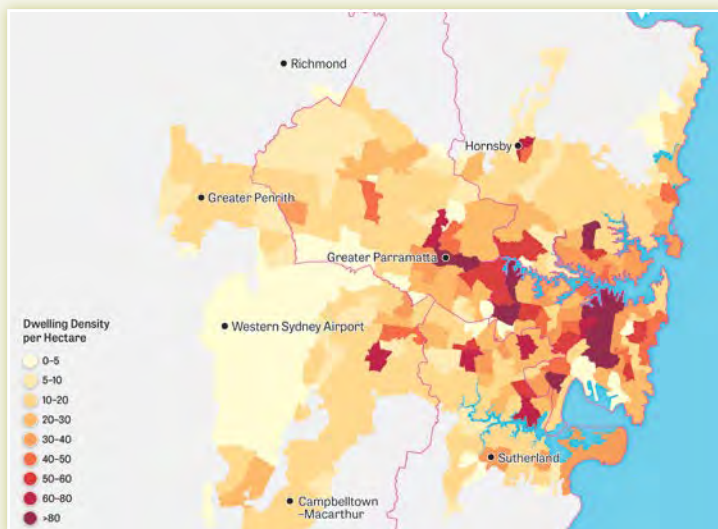 Richmond
Hornsby
Greater Penrith
Greater Parramatta
Western Sydney Airport
Sutherland
Campbelltown
–Macarthur
Dwelling Density
per Hectare
0–5
5–10
10–20
20–30
30–40
40–50
50–60
60–80
>80